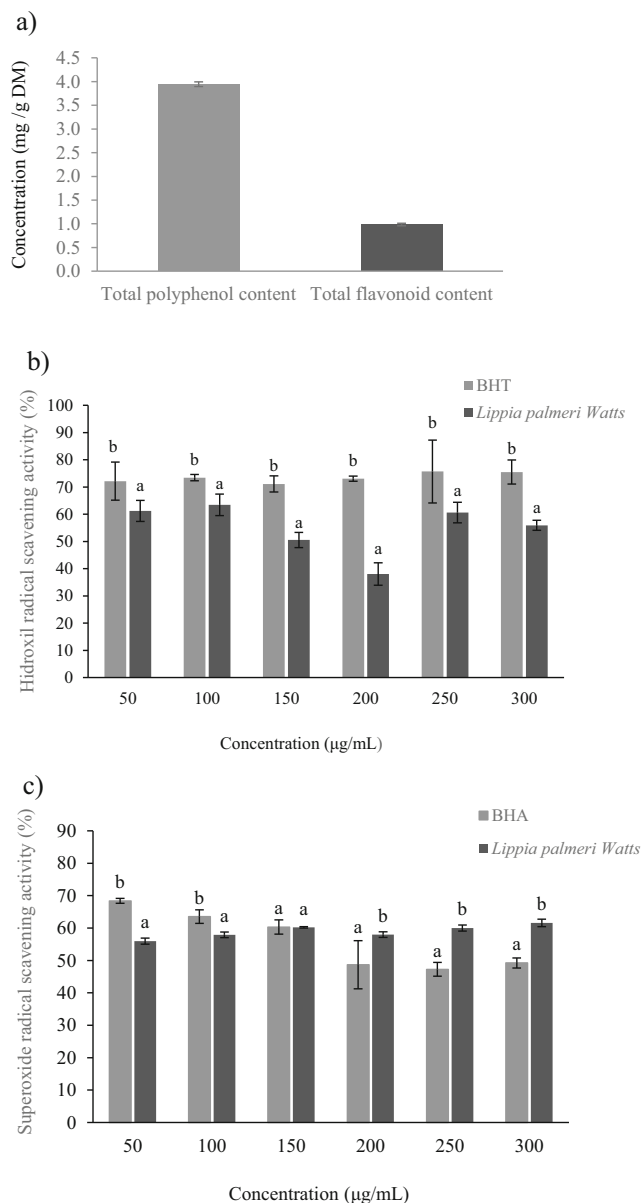 a)
Concentration (mg /g DM)
4.5
4.0
3.5
3.0
2.5
2.0
1.5
1.0
0.5
0.0
Total polyphenol content Total flavonoid content
b)
Hidroxil radical scavening activity (%)
BHT
Lippia palmeri Watts
100
90
80
70
60
50
40
30
20
10
0
b a b a b a b a b a b a
50 100 150 200 250 300
Concentration (µg/mL)
c)
Superoxide radical scavening activity (%)
BHA
Lippia palmeri Watts
90
80
70
60
50
40
30
20
10
0
b a b a a a a b a b a b
50 100 150 200 250 300
Concentration (µg/mL)